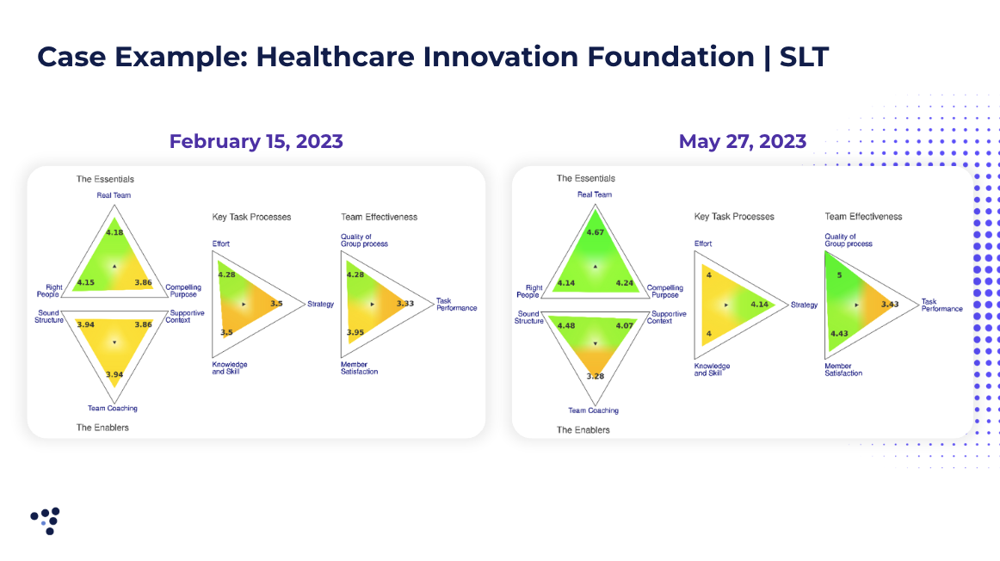 Case Example: Healthcare Innovation Foundation | SLT
February 15, 2023
The Essentials
Real Team
4.18
4.15
3.86
Right
People
Compelling
Purpose
Sound
Structure
Supportive
Context
3.94
3.86
3.94
Team Coaching
The Enablers
Key Task Processes
Effort
4.28
3.5
Strategy
3.5
Knowledge
and Skill
Team Effectiveness
Quality of
Group process
4.28
3.33
Task
Performance
3.95
Member
Satisfaction
May 27, 2023
The Essentials
Real Team
4.67
4.14
4.24
Right
People
Compelling
Purpose
Sound
Structure
Supportive
Context
4.48
4.07
3.28
Team Coaching
The Enablers
Key Task Processes
Effort
4
4.14
Strategy
4
Knowledge
and Skill
Team Effectiveness
Quality of
Group process
5
3.43
Task
Performance
4.43
Member
Satisfaction